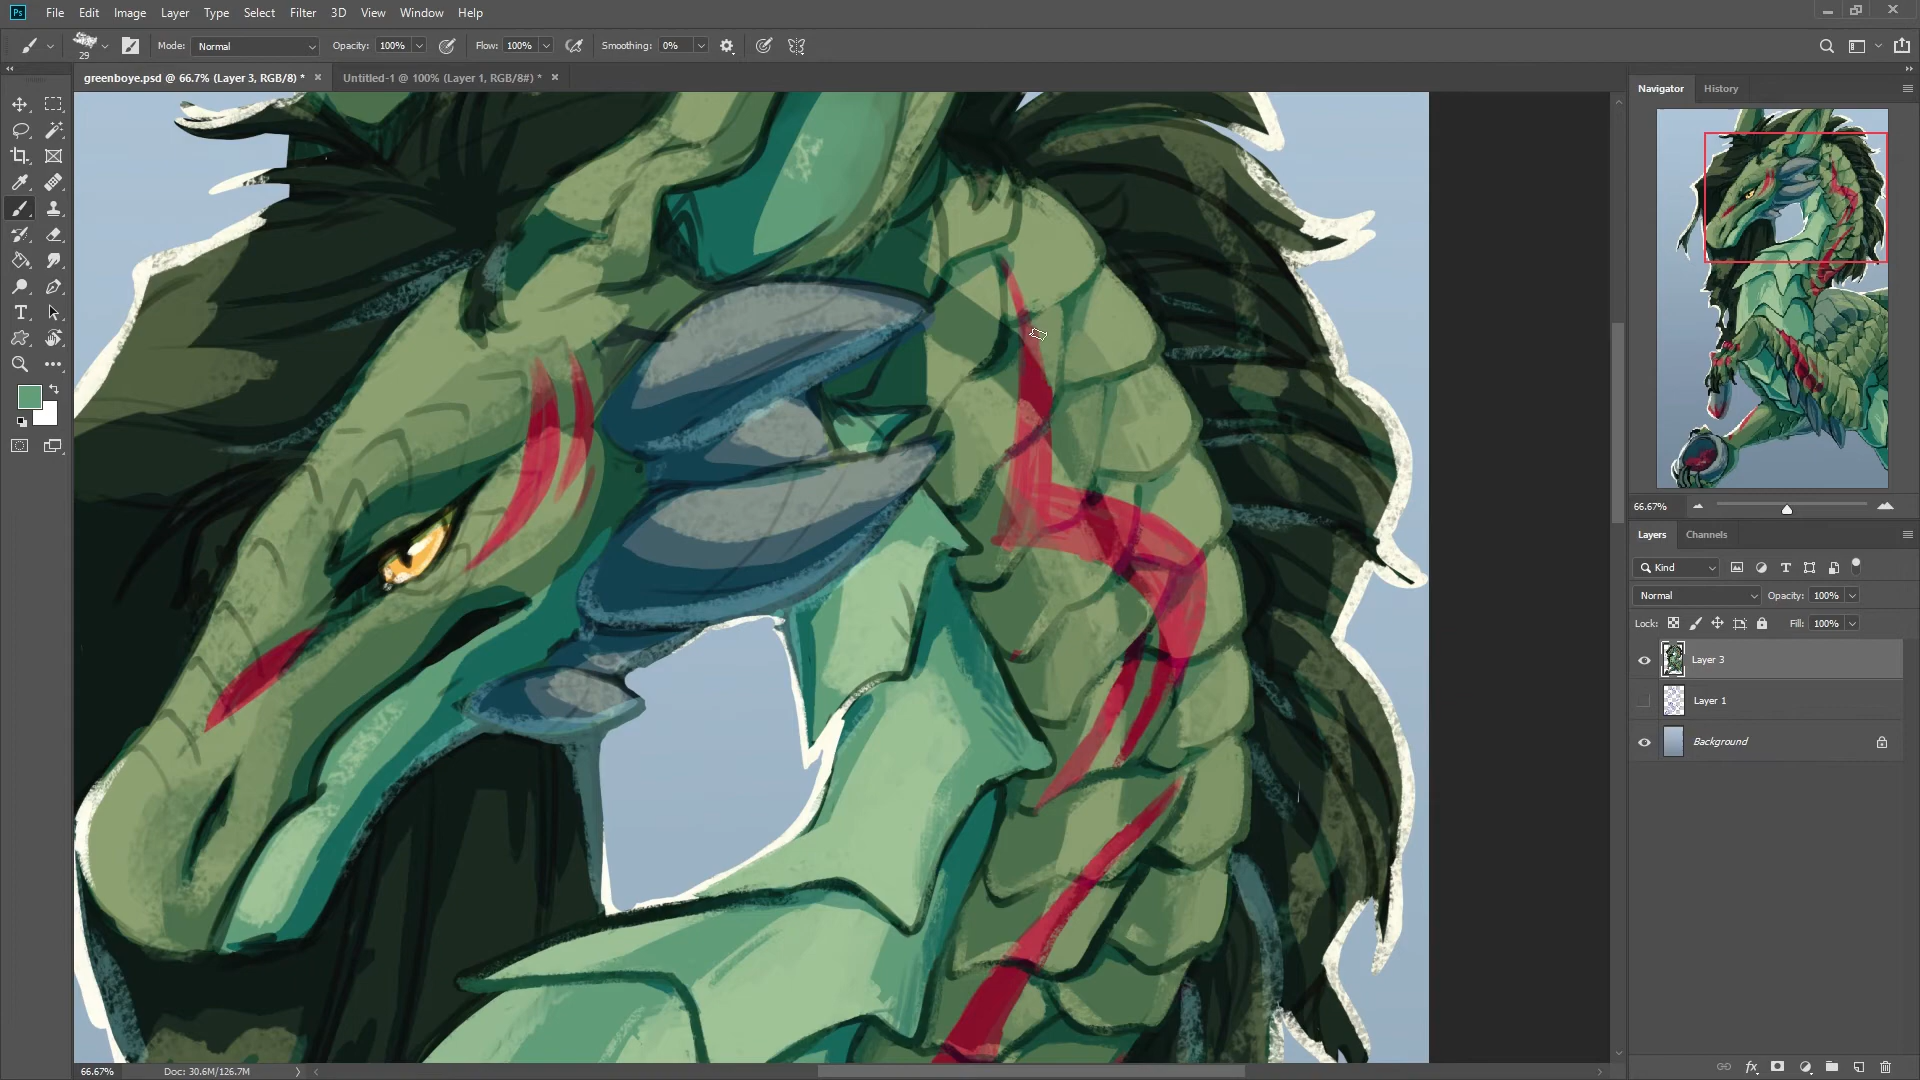 Ps File Edit Image Layer Type Select Filter 3D View Window Help
29 Mode: Normal Opacity: 100% Flow: 100% Smoothing: 0%
greenboye.psd @ 66.7% (Layer 3, RGB/8) * × Untitled-1 @ 100% (Layer 1, RGB/8#) * ×
Navigator History
66.67%
Layers Channels
Kind
Normal Opacity: 100%
Lock: Fill: 100%
Layer 3
Layer 1
Background
66.67% Doc: 30.6M/126.7M